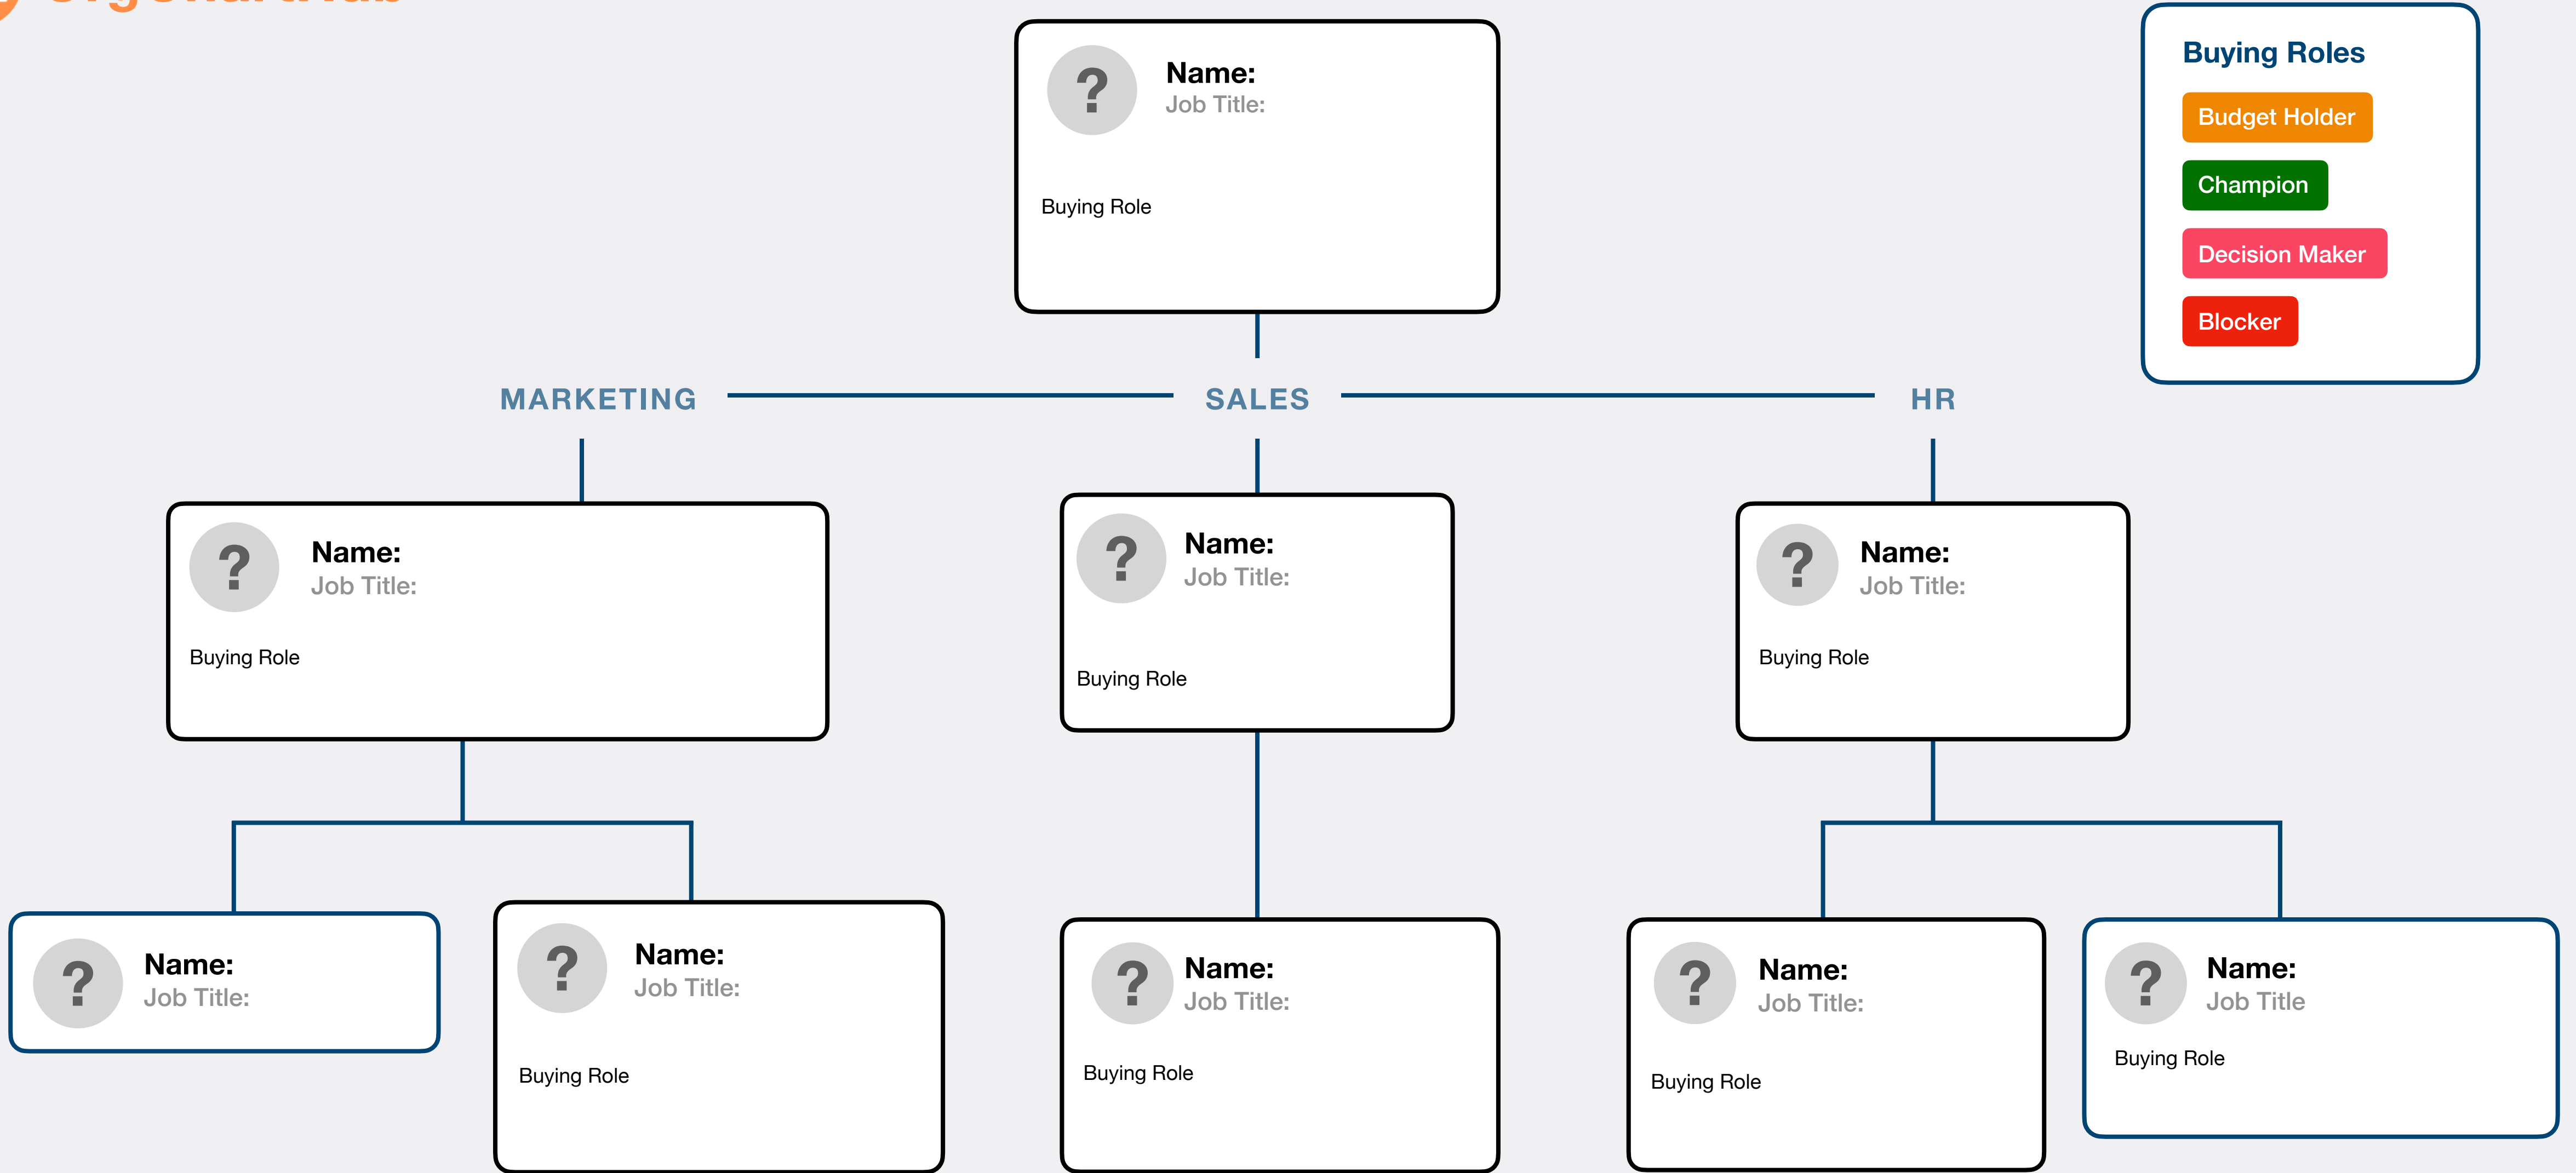 Name:
Job Title:
Buying Role
Buying Roles
Budget Holder
Champion
Decision Maker
Blocker
MARKETING
SALES
HR
Name:
Job Title:
Buying Role
Name:
Job Title:
Buying Role
Name:
Job Title:
Buying Role
Name:
Job Title:
Name:
Job Title:
Buying Role
Name:
Job Title:
Buying Role
Name:
Job Title:
Buying Role
Name:
Job Title
Buying Role